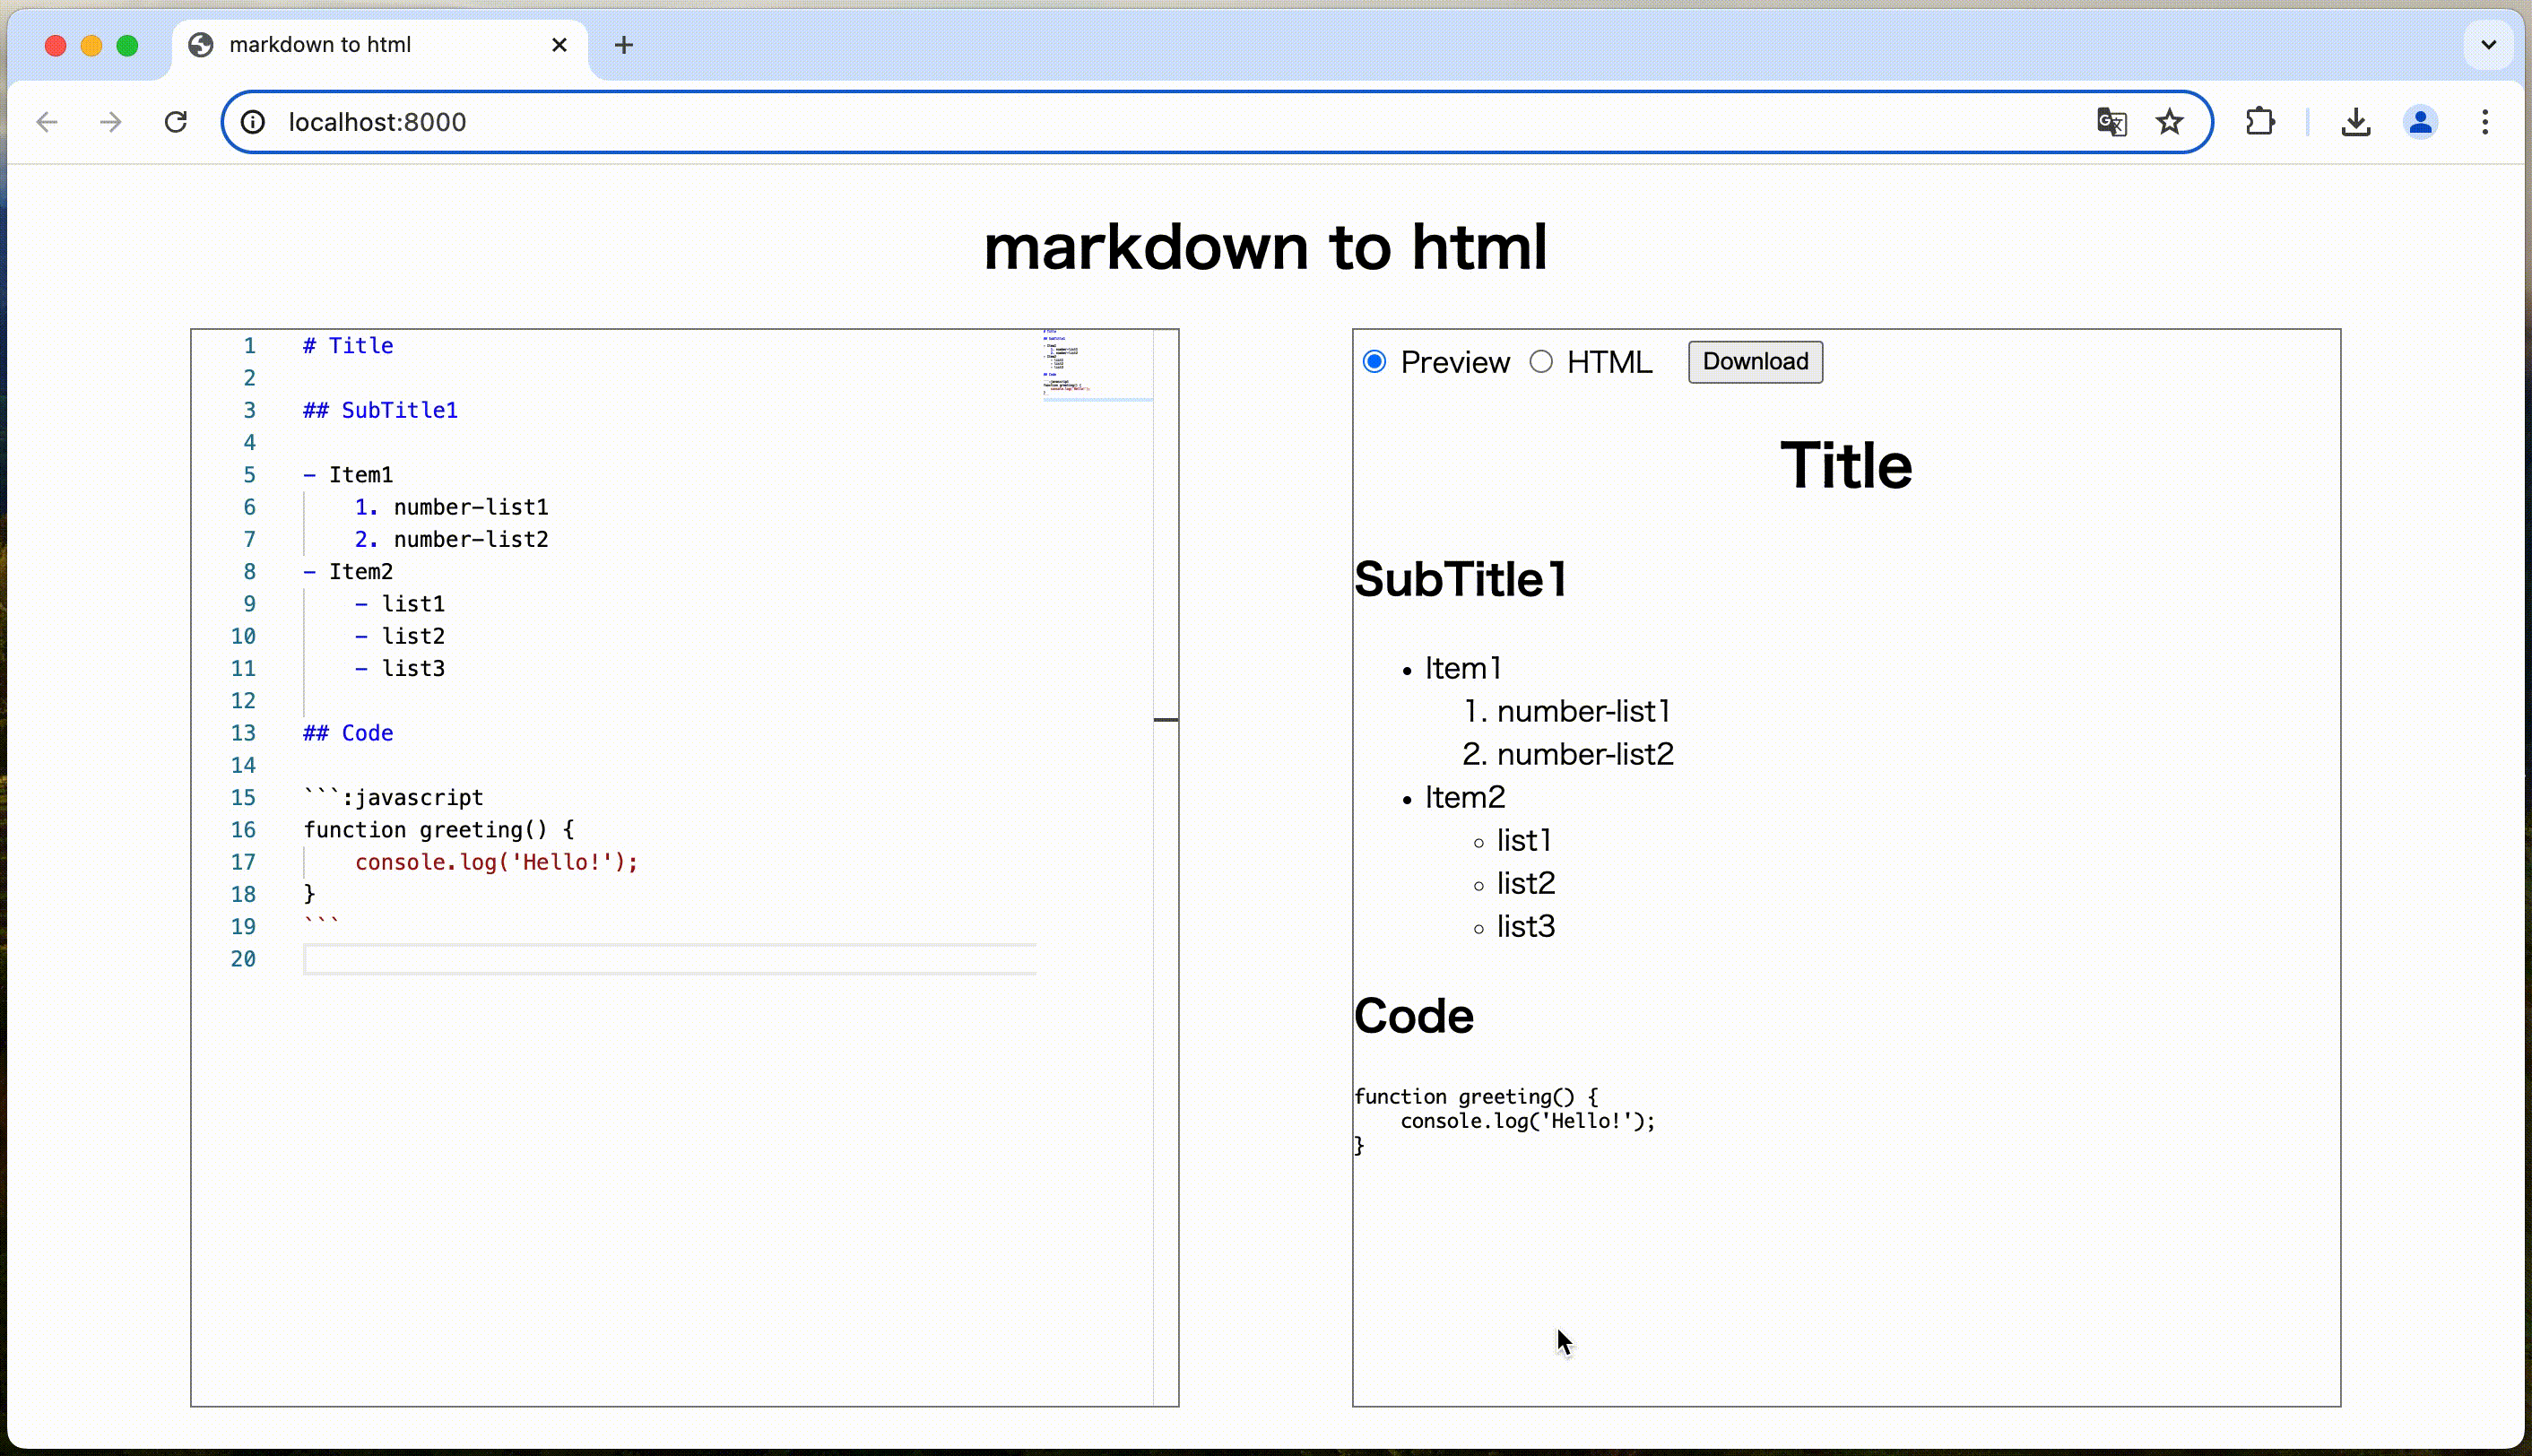 markdown to html
localhost:8000
markdown to html
1 # Title
2
3 ## SubTitle1
4
5 - Item1
6     1. number-list1
7     2. number-list2
8 - Item2
9     - list1
10     - list2
11     - list3
12
13 ## Code
14
15 ```:javascript
16 function greeting() {
17     console.log('Hello!');
18 }
19 ```
20
Preview HTML Download
Title
SubTitle1
• Item1
1. number-list1
2. number-list2
• Item2
◦ list1
◦ list2
◦ list3
Code
function greeting() {
    console.log('Hello!');
}